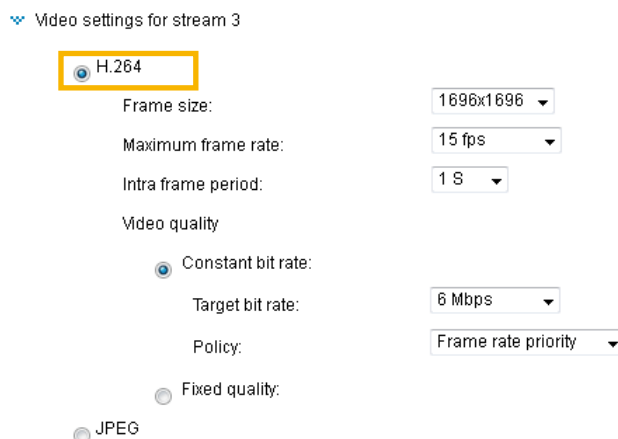 Video settings for stream 3
H.264
Frame size: 1696x1696
Maximum frame rate: 15 fps
Intra frame period: 1 S
Video quality
Constant bit rate:
Target bit rate: 6 Mbps
Policy: Frame rate priority
Fixed quality:
JPEG